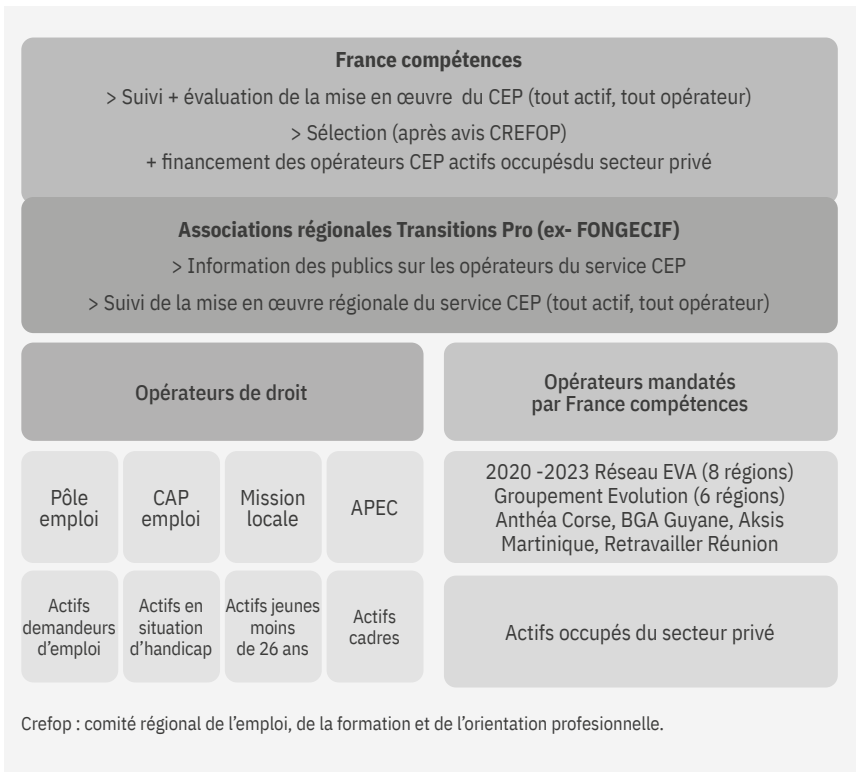 France compétences
> Suivi + évaluation de la mise en œuvre du CEP (tout actif, tout opérateur)
> Sélection (après avis CREFOP)
+ financement des opérateurs CEP actifs occupésdu secteur privé
Associations régionales Transitions Pro (ex- FONGECIF)
> Information des publics sur les opérateurs du service CEP
> Suivi de la mise en œuvre régionale du service CEP (tout actif, tout opérateur)
Opérateurs de droit
Opérateurs mandatés
par France compétences
Pôle
emploi
CAP
emploi
Mission
locale
APEC
2020 -2023 Réseau EVA (8 régions)
Groupement Evolution (6 régions)
Anthéa Corse, BGA Guyane, Aksis
Martinique, Retravailler Réunion
Actifs
demandeurs
d’emploi
Actifs en
situation
d’handicap
Actifs jeunes
moins
de 26 ans
Actifs
cadres
Actifs occupés du secteur privé
Crefop : comité régional de l’emploi, de la formation et de l’orientation profesionnelle.